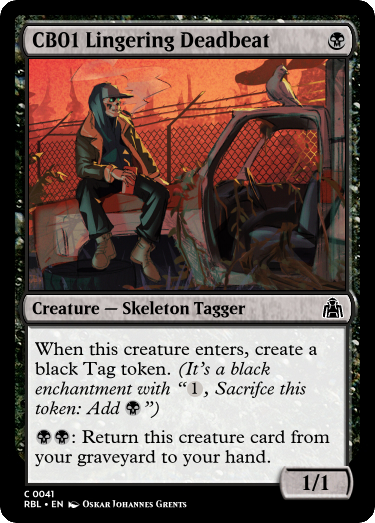 CB01 Lingering Deadbeat
Creature — Skeleton Tagger
When this creature enters, create a
black Tag token. (It's a black
enchantment with "1, Sacrifce this
token: Add ")
: Return this creature card from
your graveyard to your hand.
1/1
C 0041
RBL • EN Oskar Johannes Grents